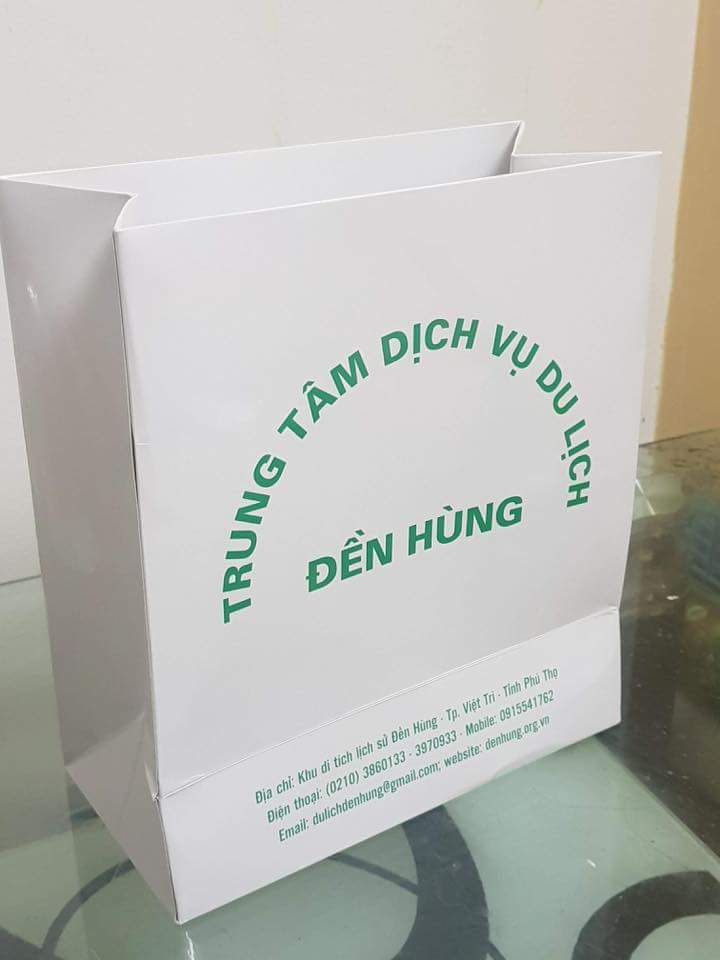 TRUNG TÂM DỊCH VỤ DU LỊCH
ĐỀN HÙNG
Địa chỉ: Khu di tích lịch sử Đền Hùng - Tp. Việt Trì - Tỉnh Phú Thọ
Điện thoại: (0210) 3860133 - 3970933 - Mobile: 0915541762
Email: dulichdenhung@gmail.com; website: denhung.org.vn